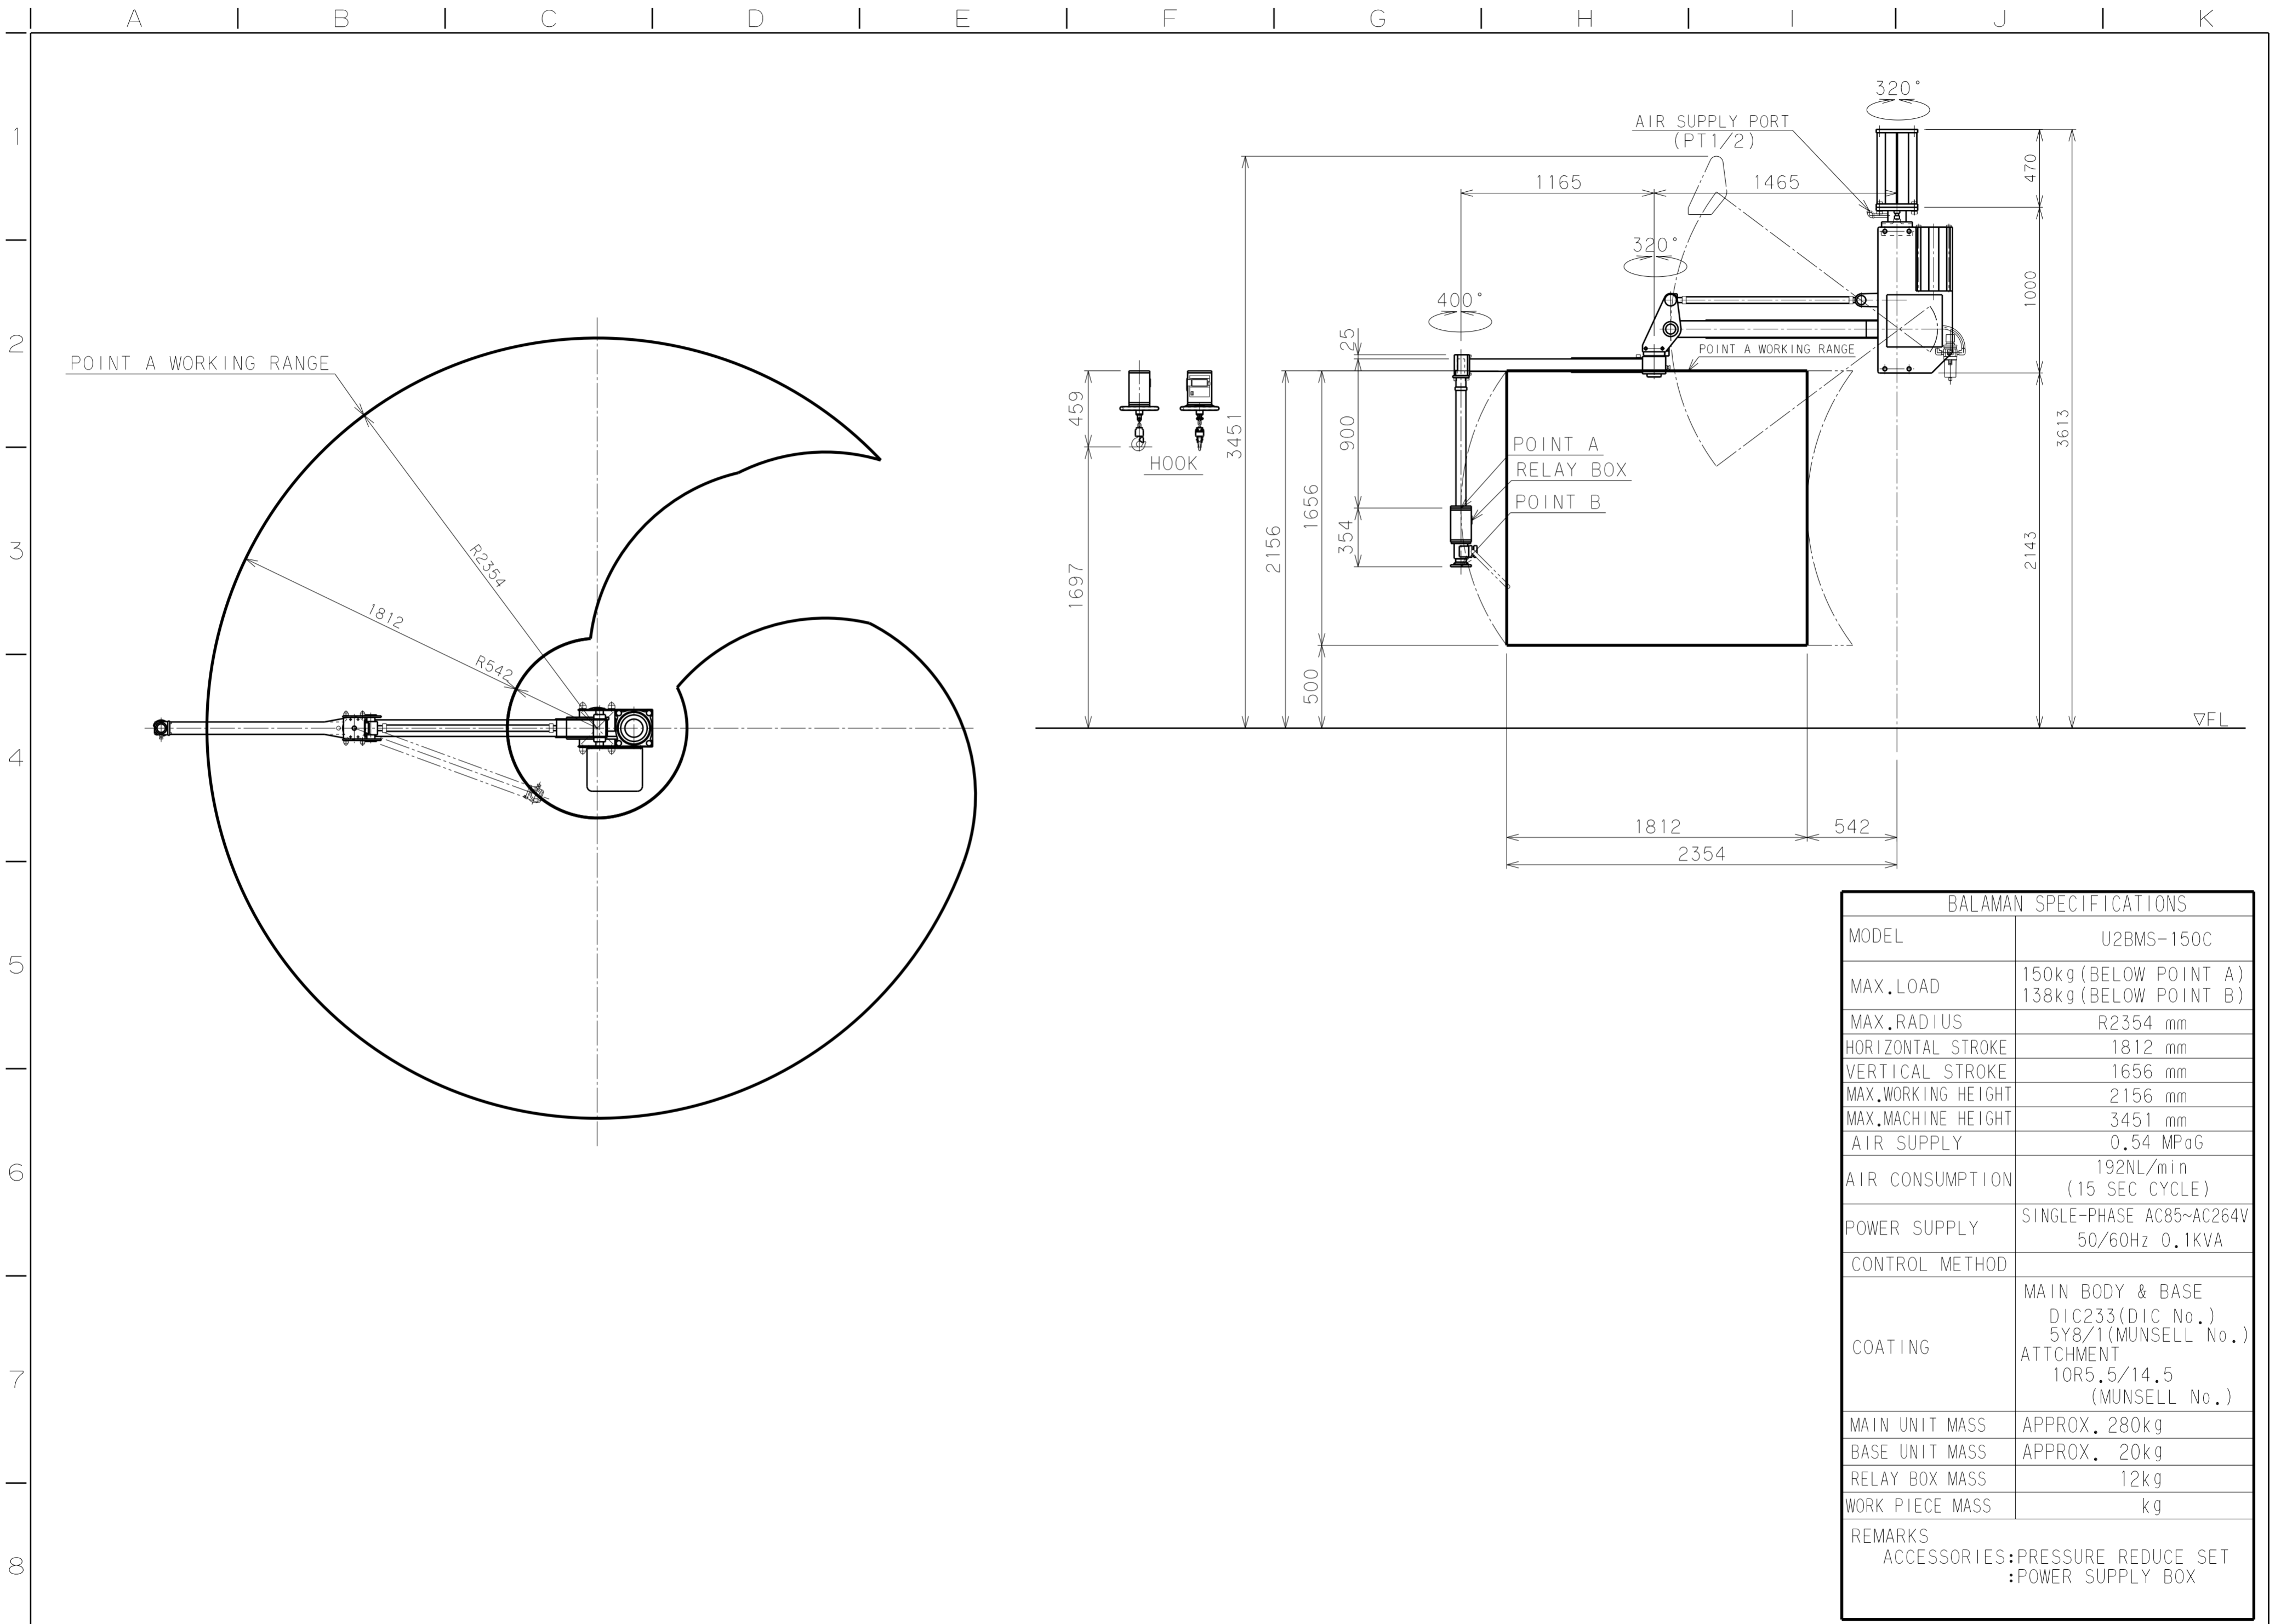 A B C D E F G H I J K
1
2
3
4
5
6
7
8
POINT A WORKING RANGE
R2354
1812
R542
459
1697
HOOK
3451
2156
1656
500
25
900
354
400°
320°
320°
1165
1465
AIR SUPPLY PORT
(PT1/2)
POINT A WORKING RANGE
POINT A
RELAY BOX
POINT B
470
1000
2143
3613
▽FL
1812
542
2354
BALAMAN SPECIFICATIONS
MODEL U2BMS-150C
MAX.LOAD 150kg(BELOW POINT A)
138kg(BELOW POINT B)
MAX.RADIUS R2354 mm
HORIZONTAL STROKE 1812 mm
VERTICAL STROKE 1656 mm
MAX.WORKING HEIGHT 2156 mm
MAX.MACHINE HEIGHT 3451 mm
AIR SUPPLY 0.54 MPaG
AIR CONSUMPTION 192NL/min
(15 SEC CYCLE)
POWER SUPPLY SINGLE-PHASE AC85~AC264V
50/60Hz 0.1KVA
CONTROL METHOD
COATING MAIN BODY & BASE
DIC233(DIC No.)
5Y8/1(MUNSELL No.)
ATTCHMENT
10R5.5/14.5
(MUNSELL No.)
MAIN UNIT MASS APPROX. 280kg
BASE UNIT MASS APPROX. 20kg
RELAY BOX MASS 12kg
WORK PIECE MASS kg
REMARKS
ACCESSORIES:PRESSURE REDUCE SET
:POWER SUPPLY BOX